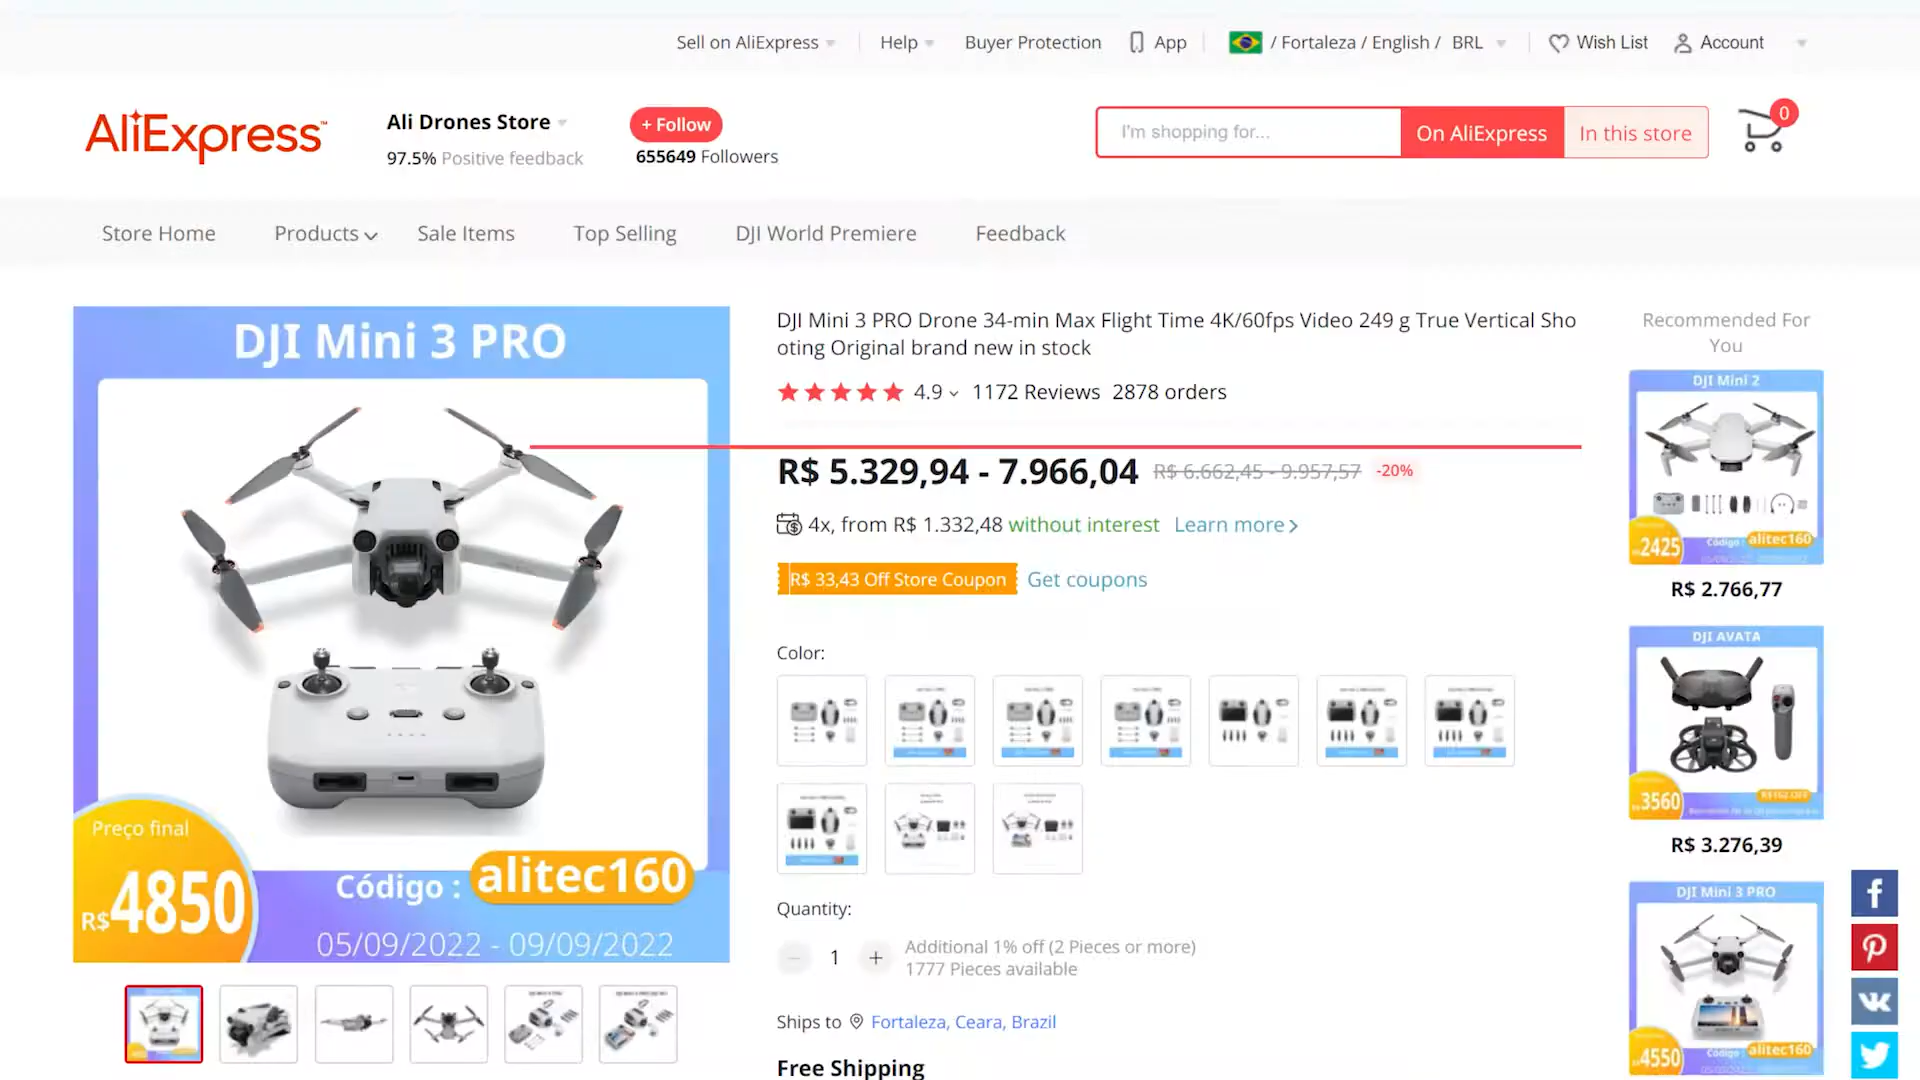 Sell on AliExpress
Help
Buyer Protection
App
/ Fortaleza / English / BRL
Wish List
Account
AliExpress™
Ali Drones Store
97.5% Positive feedback
+ Follow
655649 Followers
I'm shopping for...
On AliExpress
In this store
0
Store Home
Products
Sale Items
Top Selling
DJI World Premiere
Feedback
DJI Mini 3 PRO
Preço final
R$4850
Código : alitec160
05/09/2022 - 09/09/2022
DJI Mini 3 PRO Drone 34-min Max Flight Time 4K/60fps Video 249 g True Vertical Sho
oting Original brand new in stock
4.9
1172 Reviews
2878 orders
R$ 5.329,94 - 7.966,04
R$ 6.662,45 - 9.957,57
-20%
4x, from R$ 1.332,48 without interest
Learn more
R$ 33,43 Off Store Coupon
Get coupons
Color:
Quantity:
1
Additional 1% off (2 Pieces or more)
1777 Pieces available
Ships to
Fortaleza, Ceara, Brazil
Free Shipping
Recommended For
You
DJI Mini 2
2425
Código : alitec160
R$ 2.766,77
DJI AVATA
3560
R$162 OFF
R$ 3.276,39
DJI Mini 3 PRO
4550
Código : alitec160